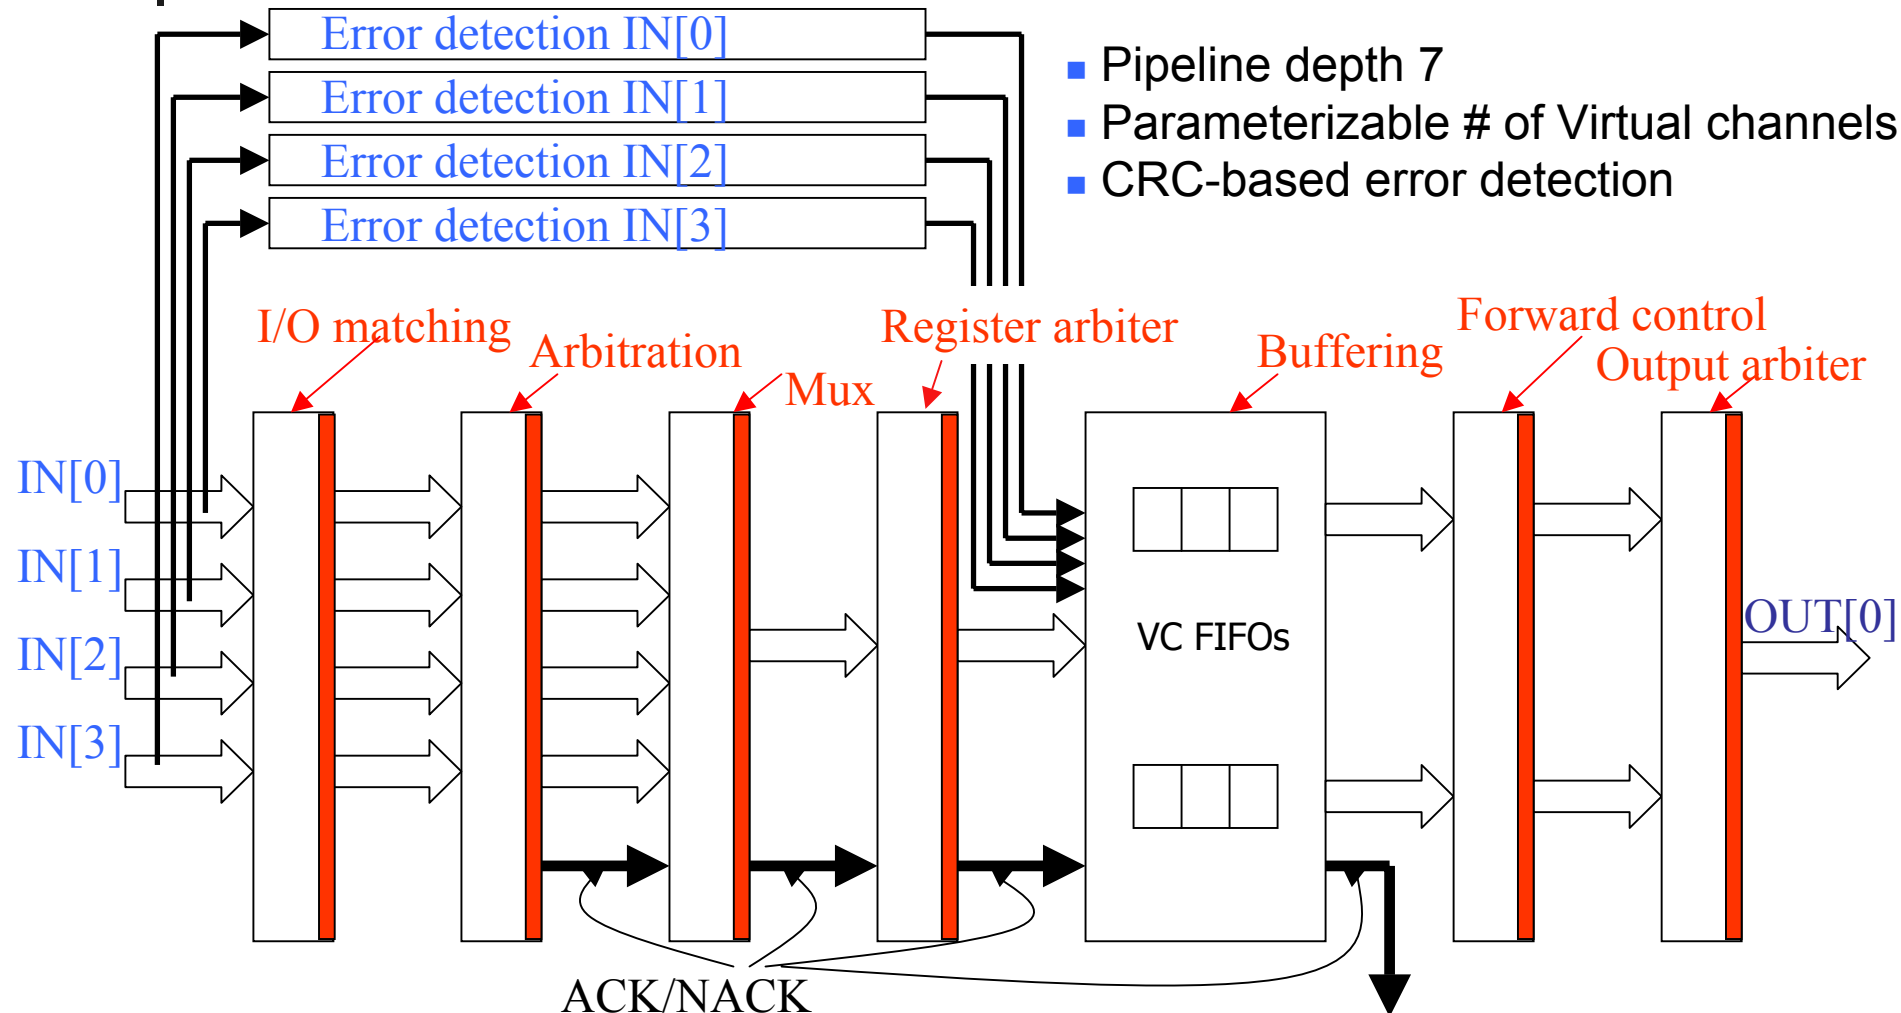 Error detection IN[0]
Error detection IN[1]
Error detection IN[2]
Error detection IN[3]
Pipeline depth 7
Parameterizable # of Virtual channels
CRC-based error detection
I/O matching
Arbitration
Mux
Register arbiter
Buffering
Forward control
Output arbiter
IN[0]
IN[1]
IN[2]
IN[3]
VC FIFOs
OUT[0]
ACK/NACK